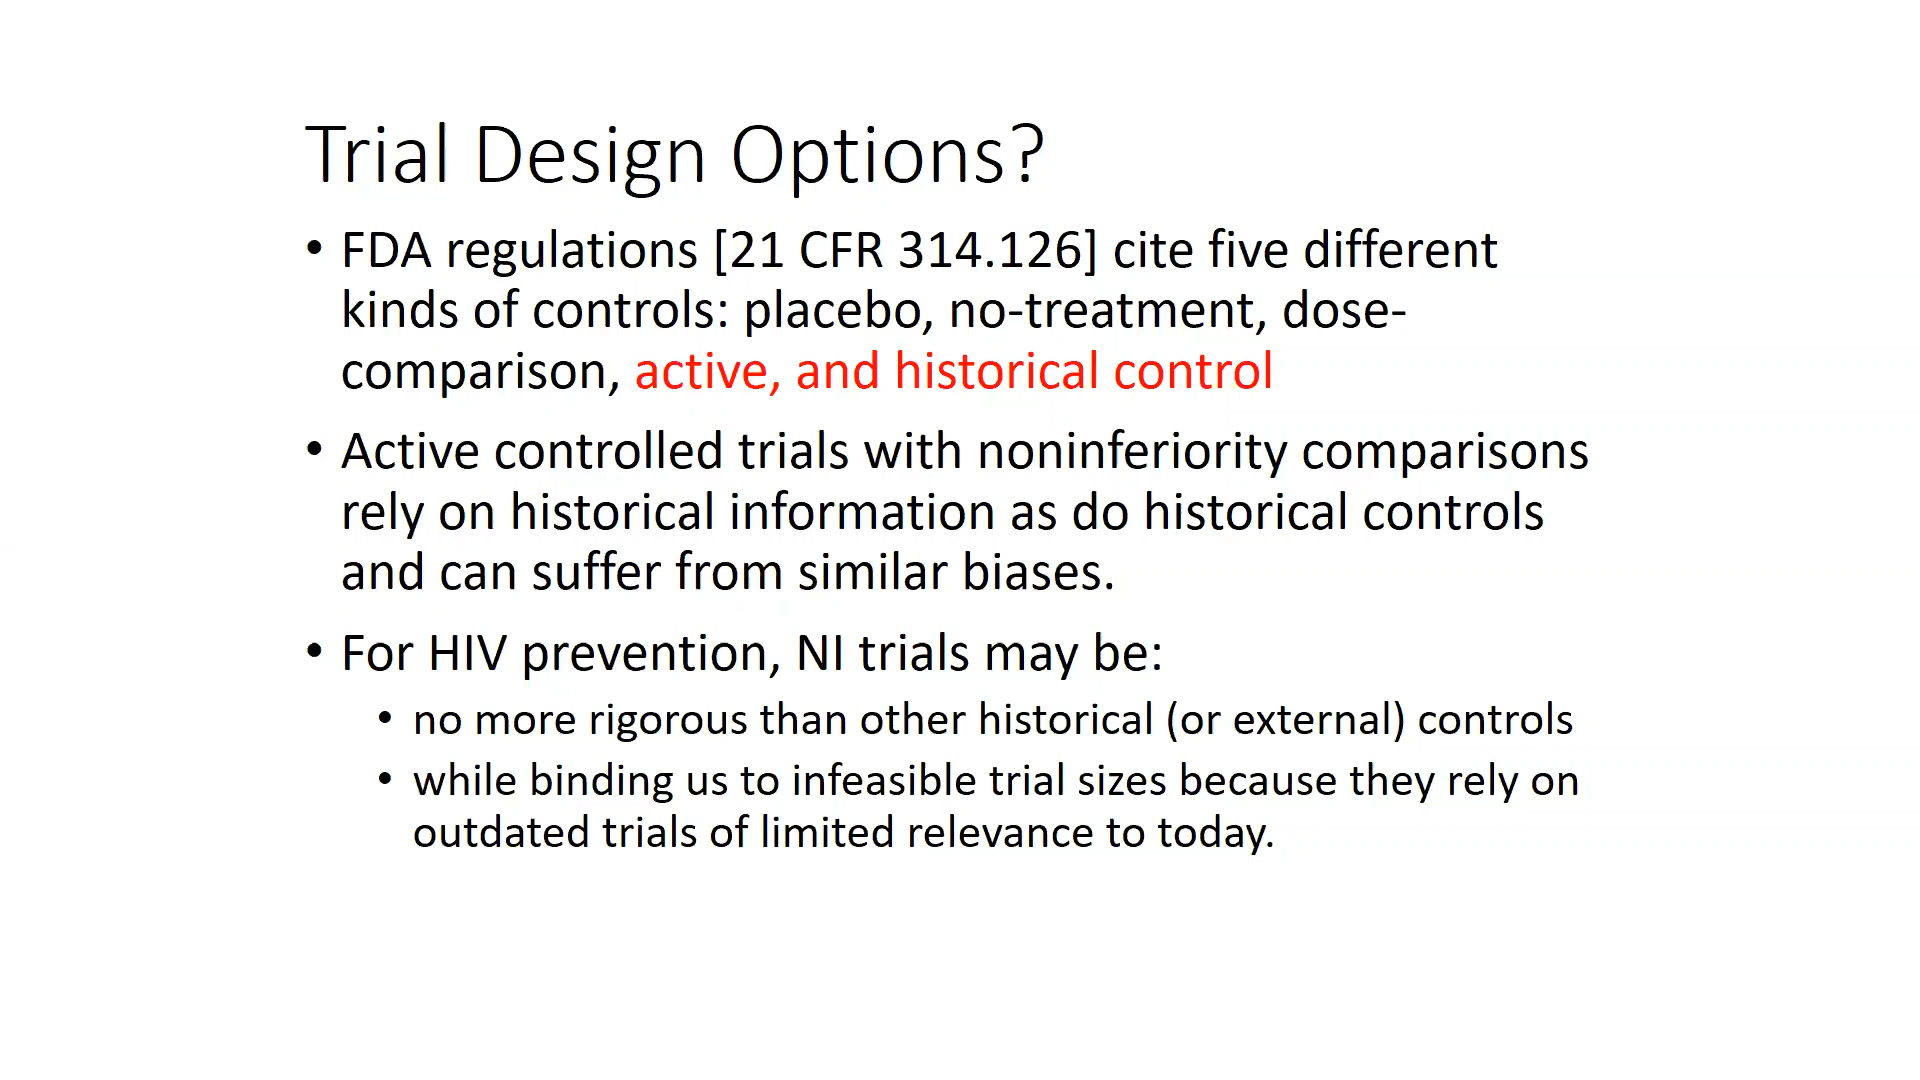 Trial Design Options?
• FDA regulations [21 CFR 314.126] cite five different
kinds of controls: placebo, no-treatment, dose-
comparison, active, and historical control
• Active controlled trials with noninferiority comparisons
rely on historical information as do historical controls
and can suffer from similar biases.
• For HIV prevention, NI trials may be:
• no more rigorous than other historical (or external) controls
• while binding us to infeasible trial sizes because they rely on
outdated trials of limited relevance to today.